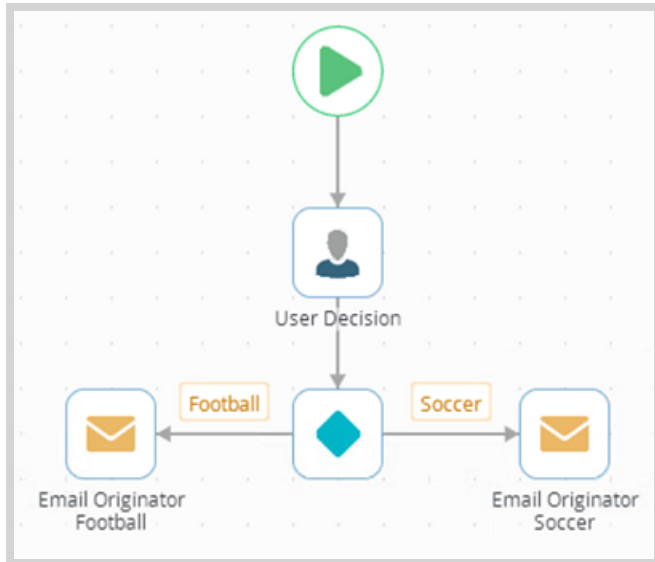 User Decision
Football
Soccer
Email Originator
Football
Email Originator
Soccer